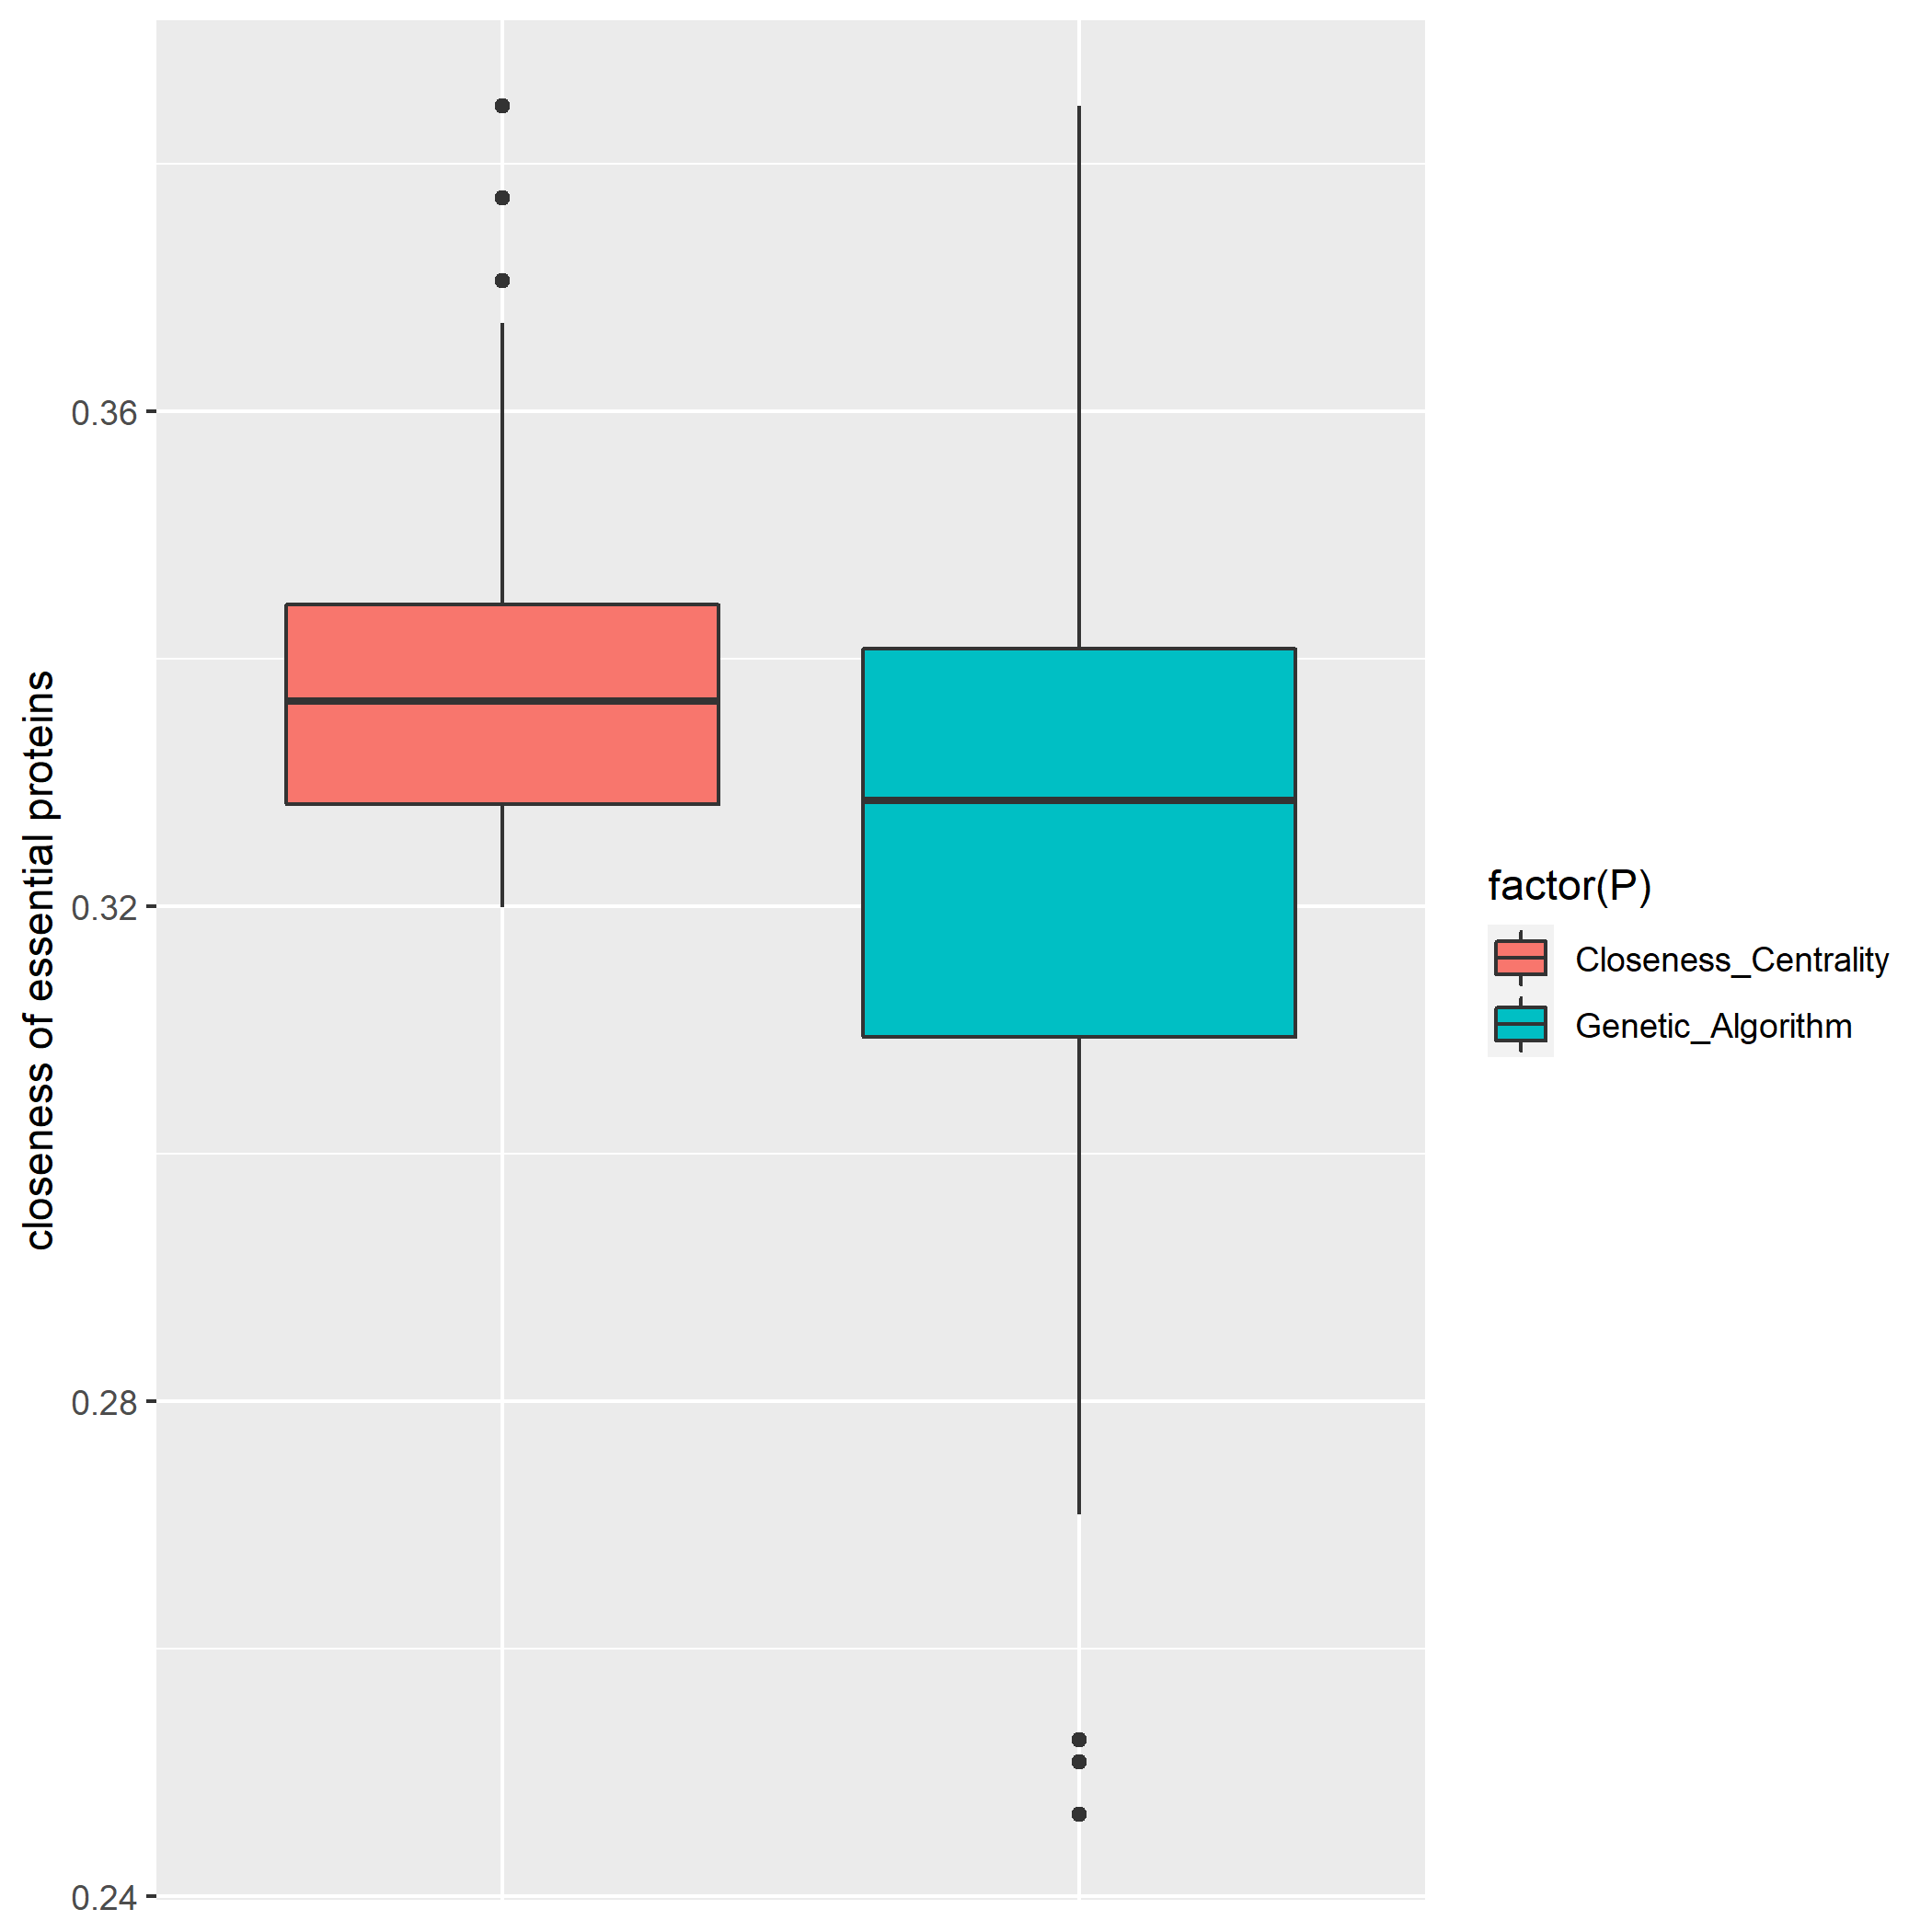 closeness of essential proteins
0.36
0.32
0.28
0.24
factor(P)
Closeness_Centrality
Genetic_Algorithm